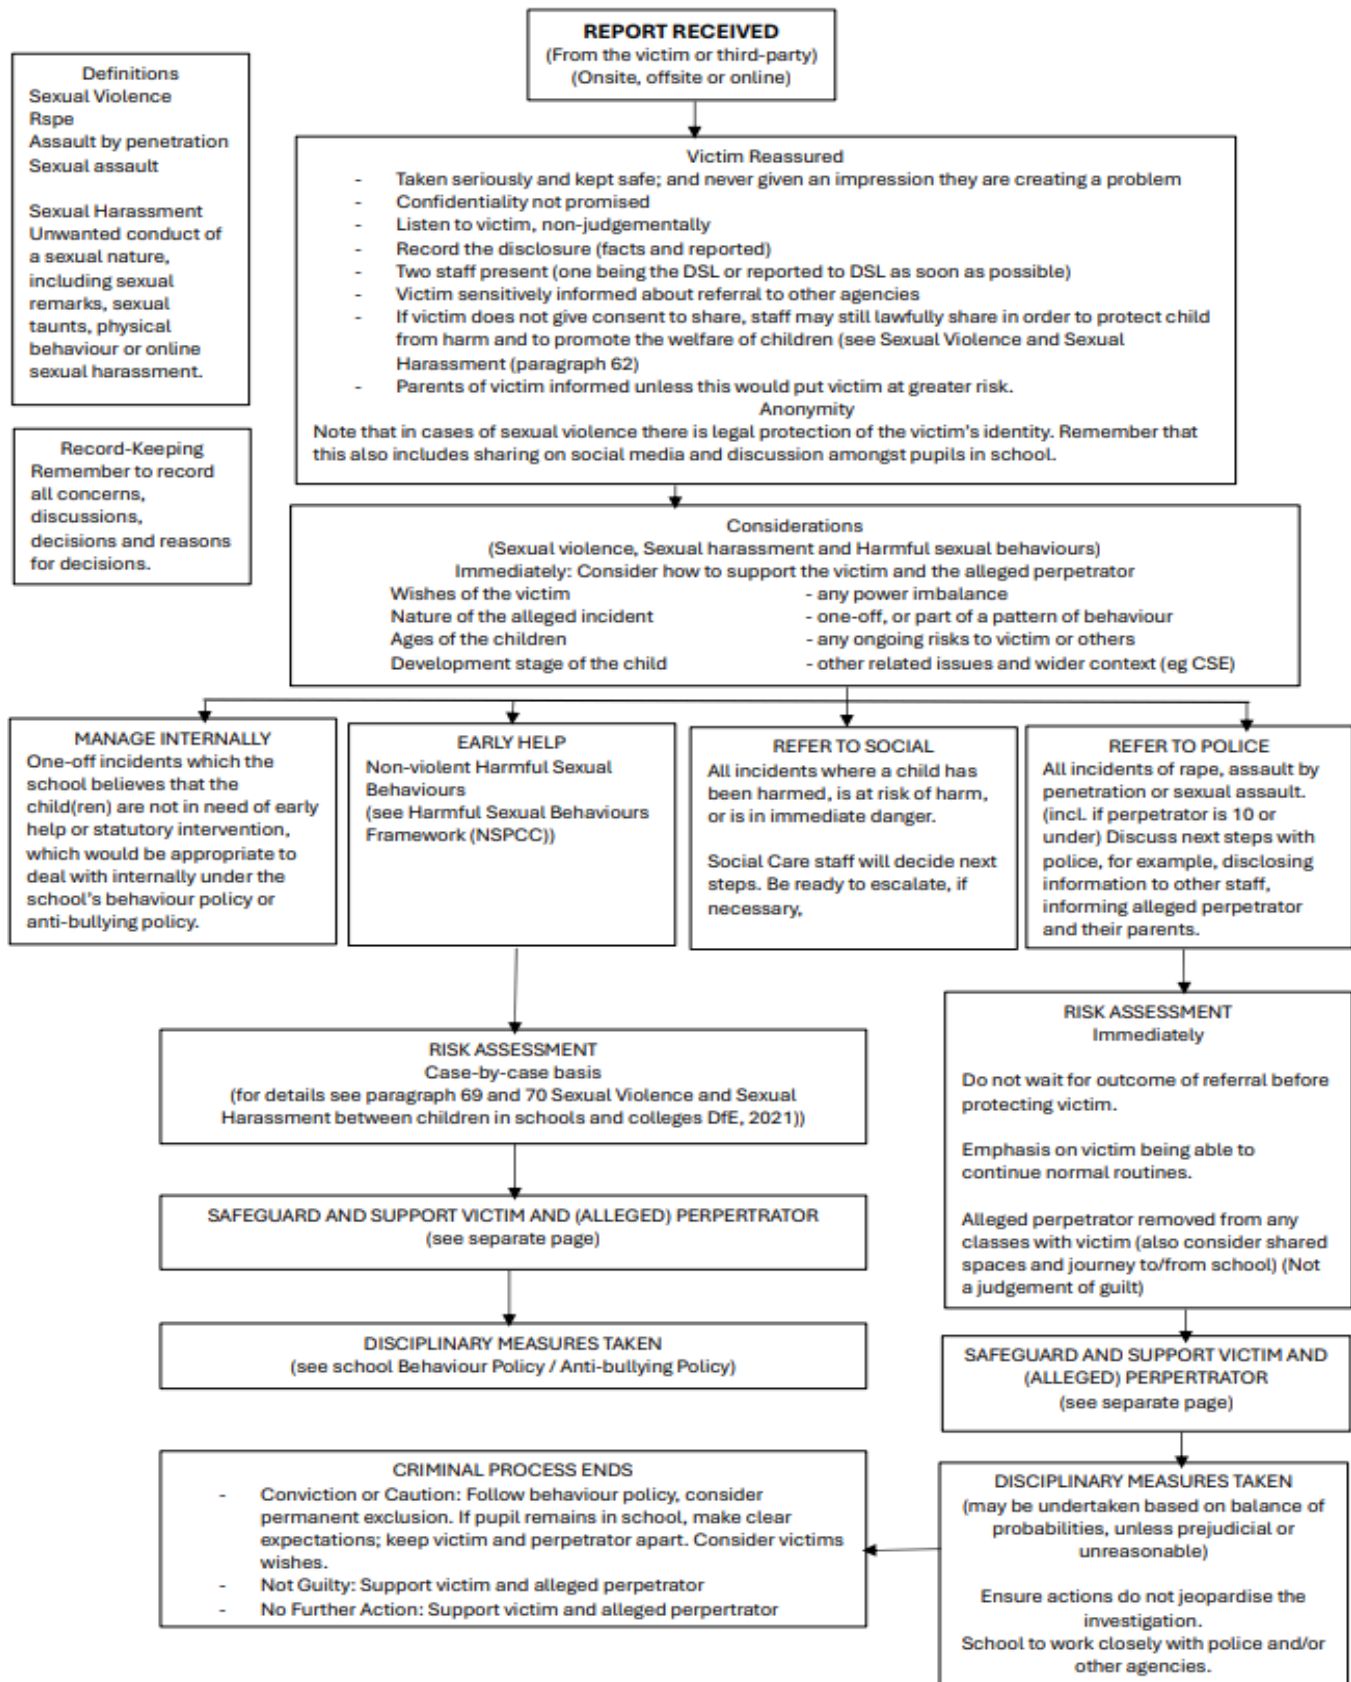 REPORT RECEIVED
(From the victim or third-party)
(Onsite, offsite or online)
Definitions
Sexual Violence
Rspe
Assault by penetration
Sexual assault
Sexual Harassment
Unwanted conduct of
a sexual nature,
including sexual
remarks, sexual
taunts, physical
behaviour or online
sexual harassment.
Record-Keeping
Remember to record
all concerns,
discussions,
decisions and reasons
for decisions.
Victim Reassured
- Taken seriously and kept safe; and never given an impression they are creating a problem
- Confidentiality not promised
- Listen to victim, non-judgementally
- Record the disclosure (facts and reported)
- Two staff present (one being the DSL or reported to DSL as soon as possible)
- Victim sensitively informed about referral to other agencies
- If victim does not give consent to share, staff may still lawfully share in order to protect child
from harm and to promote the welfare of children (see Sexual Violence and Sexual
Harassment (paragraph 62)
- Parents of victim informed unless this would put victim at greater risk.
Anonymity
Note that in cases of sexual violence there is legal protection of the victim's identity. Remember that
this also includes sharing on social media and discussion amongst pupils in school.
Considerations
(Sexual violence, Sexual harassment and Harmful sexual behaviours)
Immediately: Consider how to support the victim and the alleged perpetrator
Wishes of the victim - any power imbalance
Nature of the alleged incident - one-off, or part of a pattern of behaviour
Ages of the children - any ongoing risks to victim or others
Development stage of the child - other related issues and wider context (eg CSE)
MANAGE INTERNALLY
One-off incidents which the
school believes that the
child(ren) are not in need of early
help or statutory intervention,
which would be appropriate to
deal with internally under the
school's behaviour policy or
anti-bullying policy.
EARLY HELP
Non-violent Harmful Sexual
Behaviours
(see Harmful Sexual Behaviours
Framework (NSPCC))
REFER TO SOCIAL
All incidents where a child has
been harmed, is at risk of harm,
or is in immediate danger.
Social Care staff will decide next
steps. Be ready to escalate, if
necessary,
REFER TO POLICE
All incidents of rape, assault by
penetration or sexual assault.
(incl. if perpetrator is 10 or
under) Discuss next steps with
police, for example, disclosing
information to other staff,
informing alleged perpetrator
and their parents.
RISK ASSESSMENT
Case-by-case basis
(for details see paragraph 69 and 70 Sexual Violence and Sexual
Harassment between children in schools and colleges DfE, 2021))
SAFEGUARD AND SUPPORT VICTIM AND (ALLEGED) PERPERTRATOR
(see separate page)
DISCIPLINARY MEASURES TAKEN
(see school Behaviour Policy / Anti-bullying Policy)
RISK ASSESSMENT
Immediately
Do not wait for outcome of referral before
protecting victim.
Emphasis on victim being able to
continue normal routines.
Alleged perpetrator removed from any
classes with victim (also consider shared
spaces and journey to/from school) (Not
a judgement of guilt)
SAFEGUARD AND SUPPORT VICTIM AND
(ALLEGED) PERPERTRATOR
(see separate page)
DISCIPLINARY MEASURES TAKEN
(may be undertaken based on balance of
probabilities, unless prejudicial or
unreasonable)
Ensure actions do not jeopardise the
investigation.
School to work closely with police and/or
other agencies.
CRIMINAL PROCESS ENDS
- Conviction or Caution: Follow behaviour policy, consider
permanent exclusion. If pupil remains in school, make clear
expectations; keep victim and perpetrator apart. Consider victims
wishes.
- Not Guilty: Support victim and alleged perpetrator
- No Further Action: Support victim and alleged perpertrator